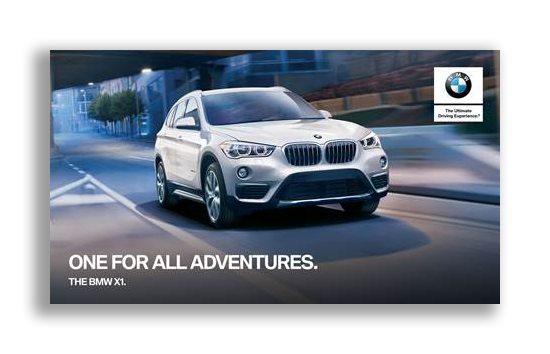 BMW
The Ultimate
Driving Experience.®
ONE FOR ALL ADVENTURES.
THE BMW X1.